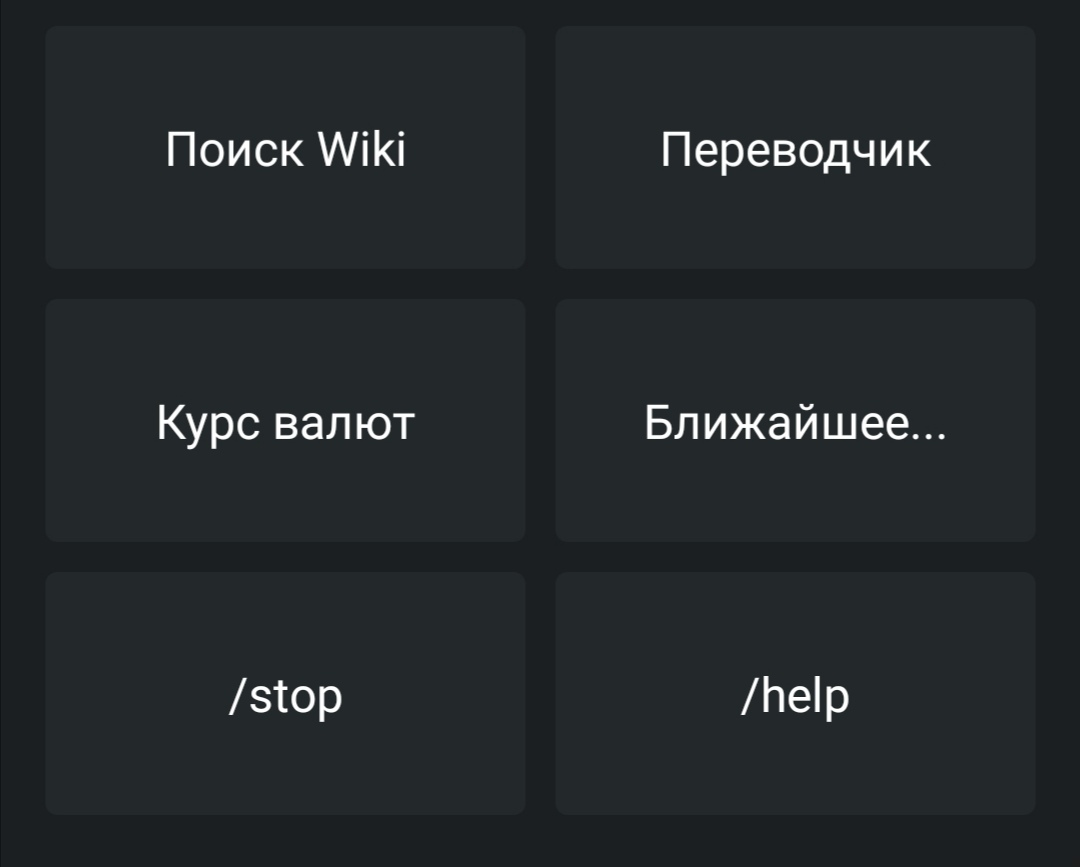 Поиск Wiki
Переводчик
Курс валют
Ближайшее...
/stop
/help